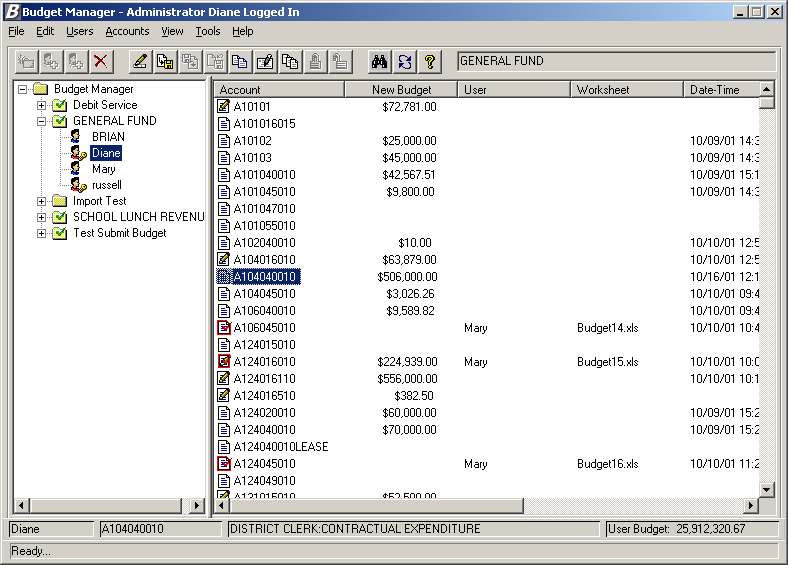 B Budget Manager - Administrator Diane Logged In
File Edit Users Accounts View Tools Help
GENERAL FUND
Budget Manager
Debit Service
GENERAL FUND
BRIAN
Diane
Mary
russell
Import Test
SCHOOL LUNCH REVENU
Test Submit Budget
Account New Budget User Worksheet Date-Time
A10101 $72,781.00
A101016015
A10102 $25,000.00 10/09/01 14:3
A10103 $45,000.00 10/09/01 14:3
A101040010 $42,567.51 10/09/01 15:1
A101045010 $9,800.00 10/09/01 14:3
A101047010
A101055010
A102040010 $10.00 10/10/01 12:5
A104016010 $63,879.00 10/10/01 12:5
A104040010 $506,000.00 10/16/01 12:1
A104045010 $3,026.26 10/10/01 09:4
A106040010 $9,589.82 10/10/01 09:4
A106045010 Mary Budget14.xls 10/10/01 10:4
A124015010
A124016010 $224,939.00 Mary Budget15.xls 10/10/01 10:0
A124016110 $556,000.00 10/10/01 10:1
A124016510 $382.50
A124020010 $60,000.00 10/09/01 15:2
A124040010 $70,000.00 10/09/01 15:2
A124040010LEASE
A124045010 Mary Budget16.xls 10/10/01 11:2
A124049010
A131015010 $52,500.00
Diane A104040010 DISTRICT CLERK:CONTRACTUAL EXPENDITURE User Budget: 25,912,320.67
Ready...